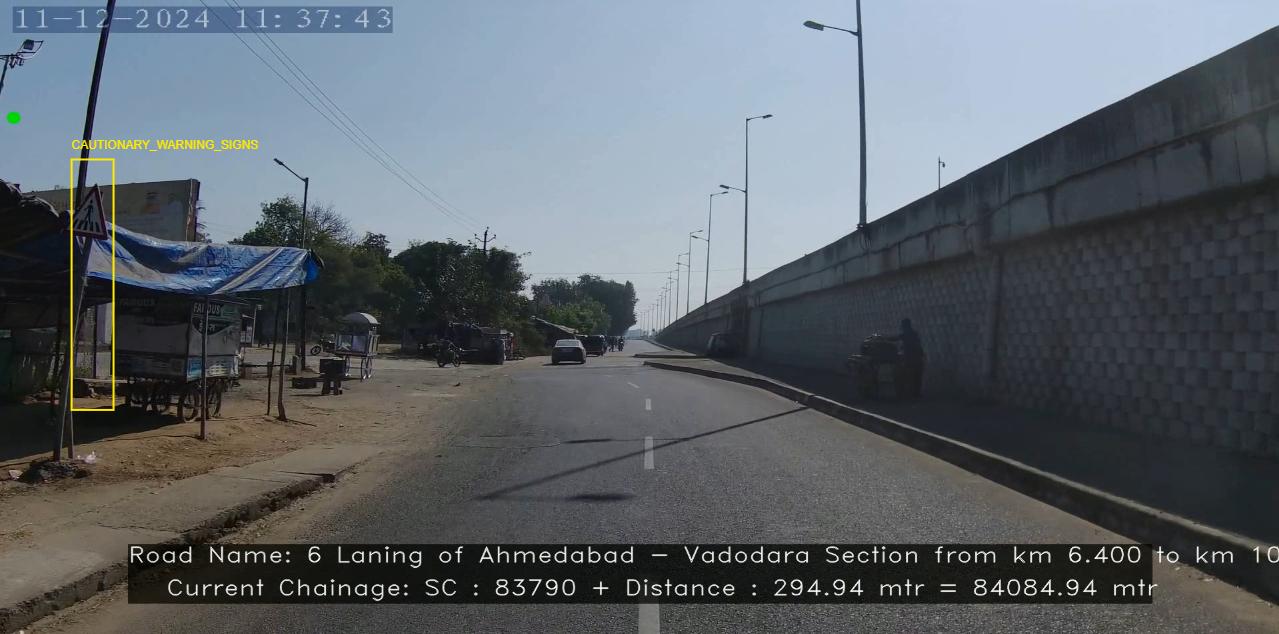 11-12-2024 11:37:43
CAUTIONARY_WARNING_SIGNS
FAMOUS
Road Name: 6 Laning of Ahmedabad - Vadodara Section from km 6.400 to km 10
Current Chainage: SC : 83790 + Distance : 294.94 mtr = 84084.94 mtr